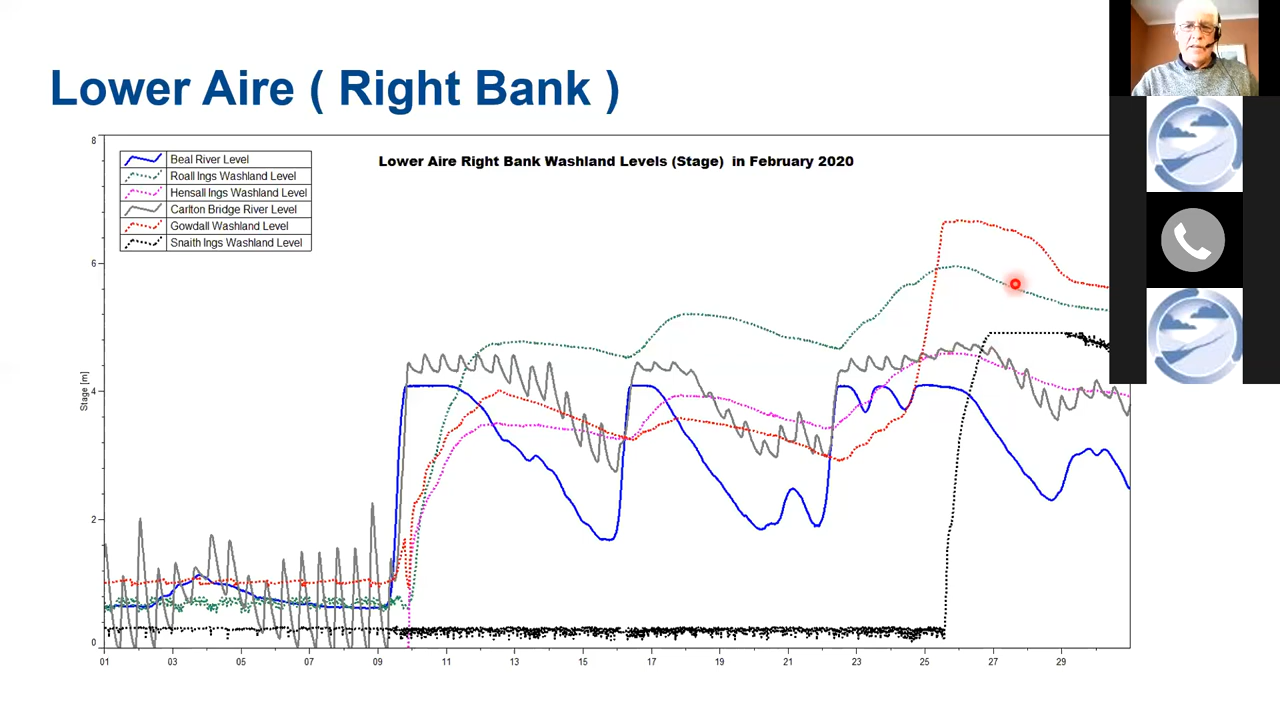 Lower Aire ( Right Bank )
Lower Aire Right Bank Washland Levels (Stage)  in February 2020
Beal River Level
Roall Ings Washland Level
Hensall Ings Washland Level
Carlton Bridge River Level
Gowdall Washland Level
Snaith Ings Washland Level
Stage [m]
8
6
4
2
0
01 03 05 07 09 11 13 15 17 19 21 23 25 27 29